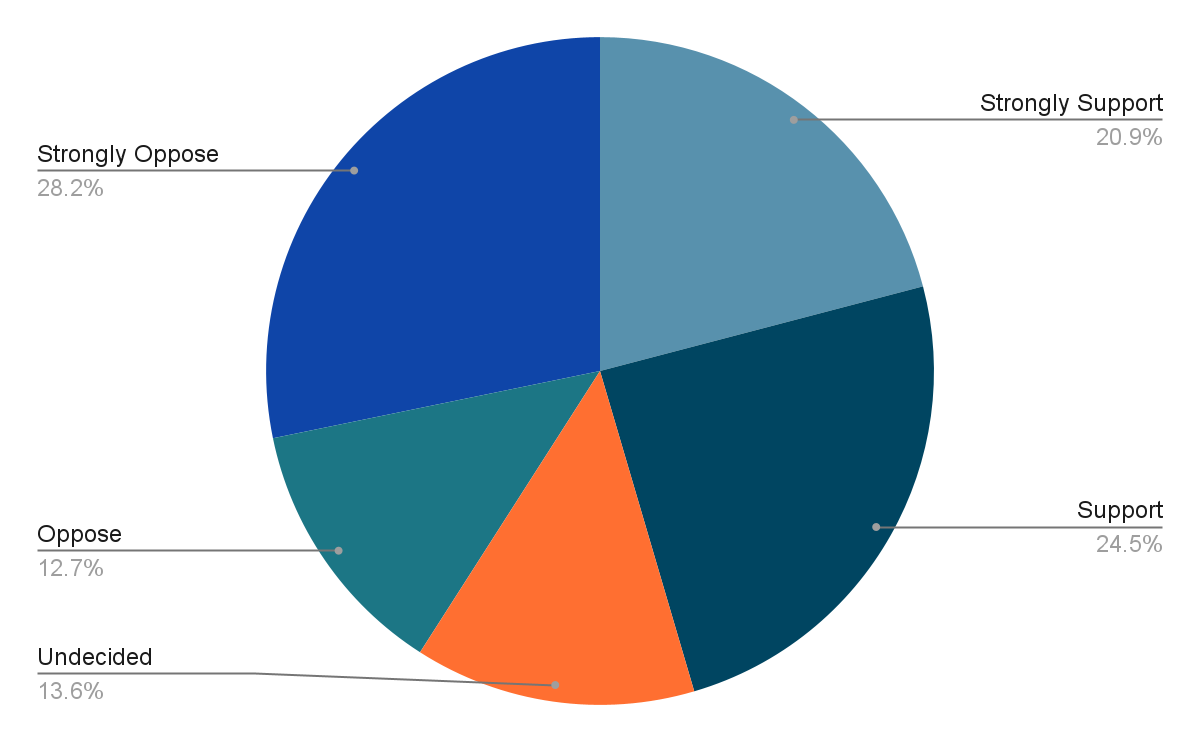 Strongly Support
20.9%
Strongly Oppose
28.2%
Support
24.5%
Oppose
12.7%
Undecided
13.6%